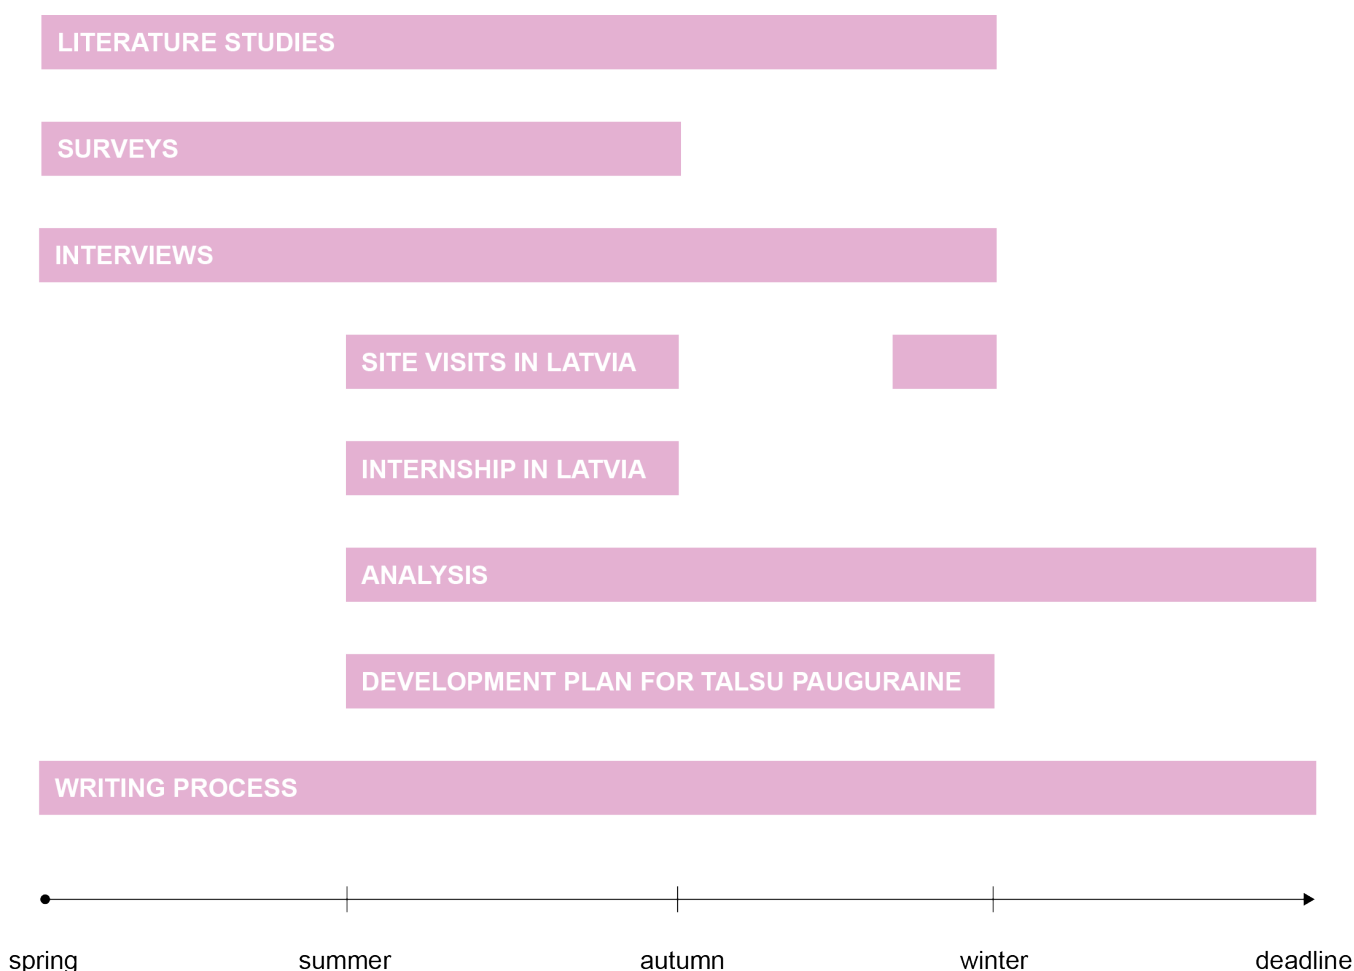 LITERATURE STUDIES
SURVEYS
INTERVIEWS
SITE VISITS IN LATVIA
INTERNSHIP IN LATVIA
ANALYSIS
DEVELOPMENT PLAN FOR TALSU PAUGURAINE
WRITING PROCESS
spring summer autumn winter deadline